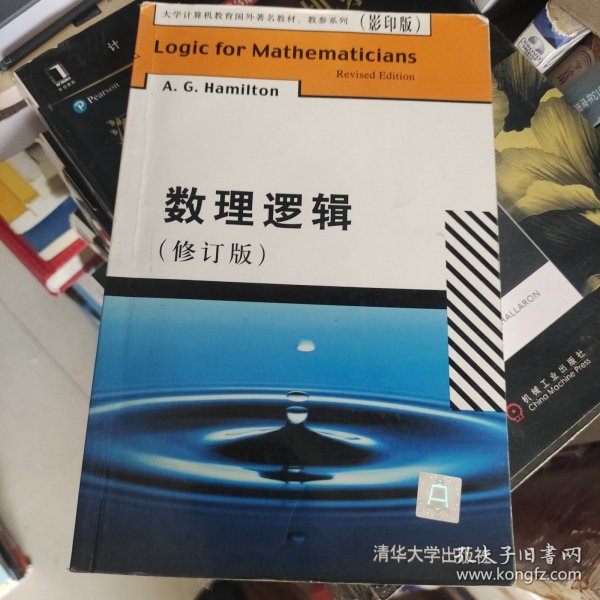 大学计算机教育国外著名教材、教参系列(影印版)
Logic for Mathematicians
Revised Edition
A. G. Hamilton
数理逻辑
(修订版)
清华大学出版社
Pearson
计
HALLARON
机械工业出版社
China Machine Press
孔夫子旧书网
www.kongfz.com